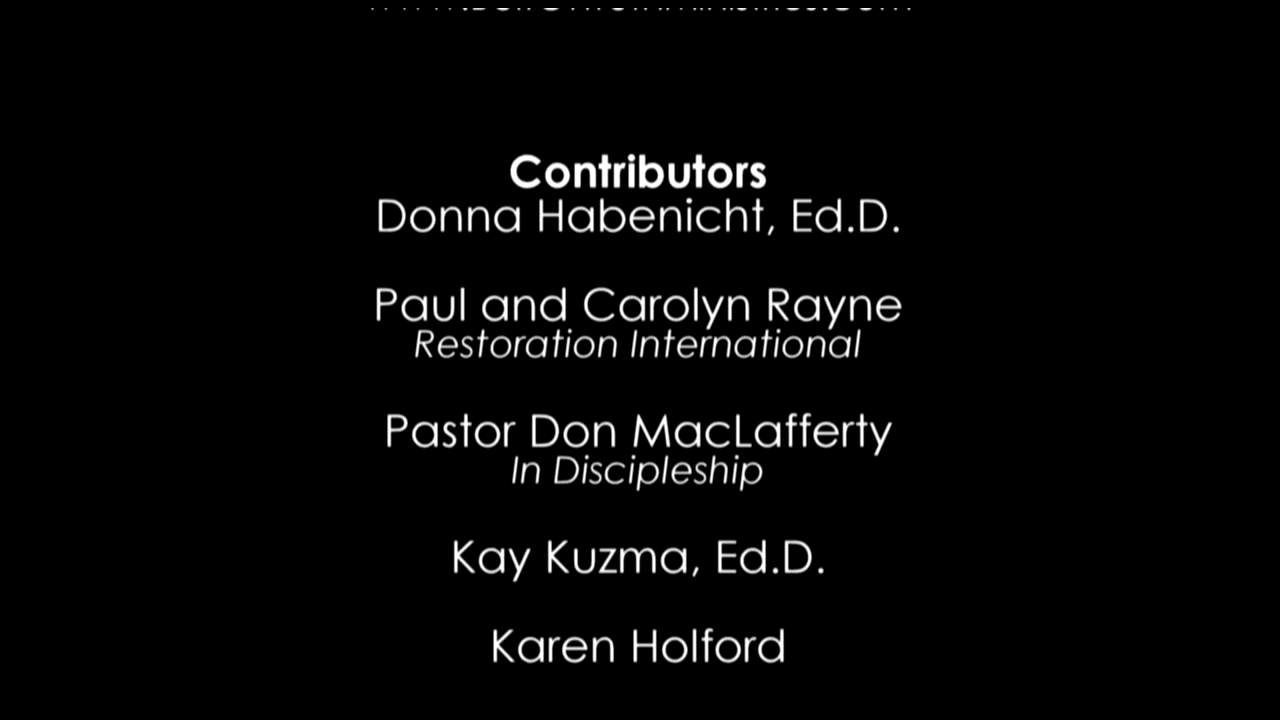 Contributors
Donna Habenicht, Ed.D.
Paul and Carolyn Rayne
Restoration International
Pastor Don MacLafferty
In Discipleship
Kay Kuzma, Ed.D.
Karen Holford